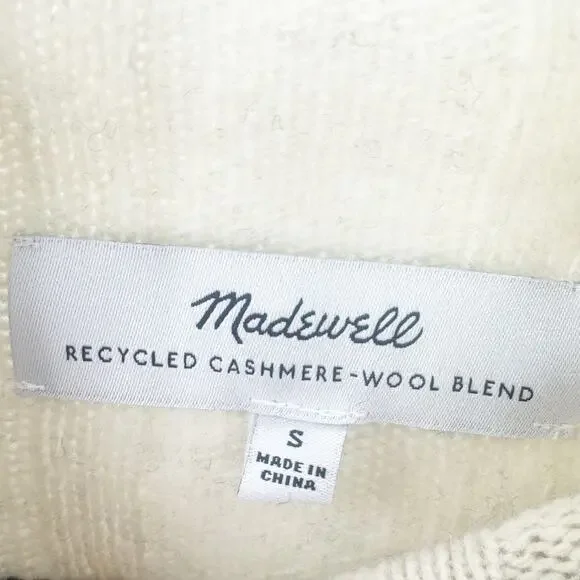 Madewell
RECYCLED CASHMERE-WOOL BLEND
S
MADE IN
CHINA